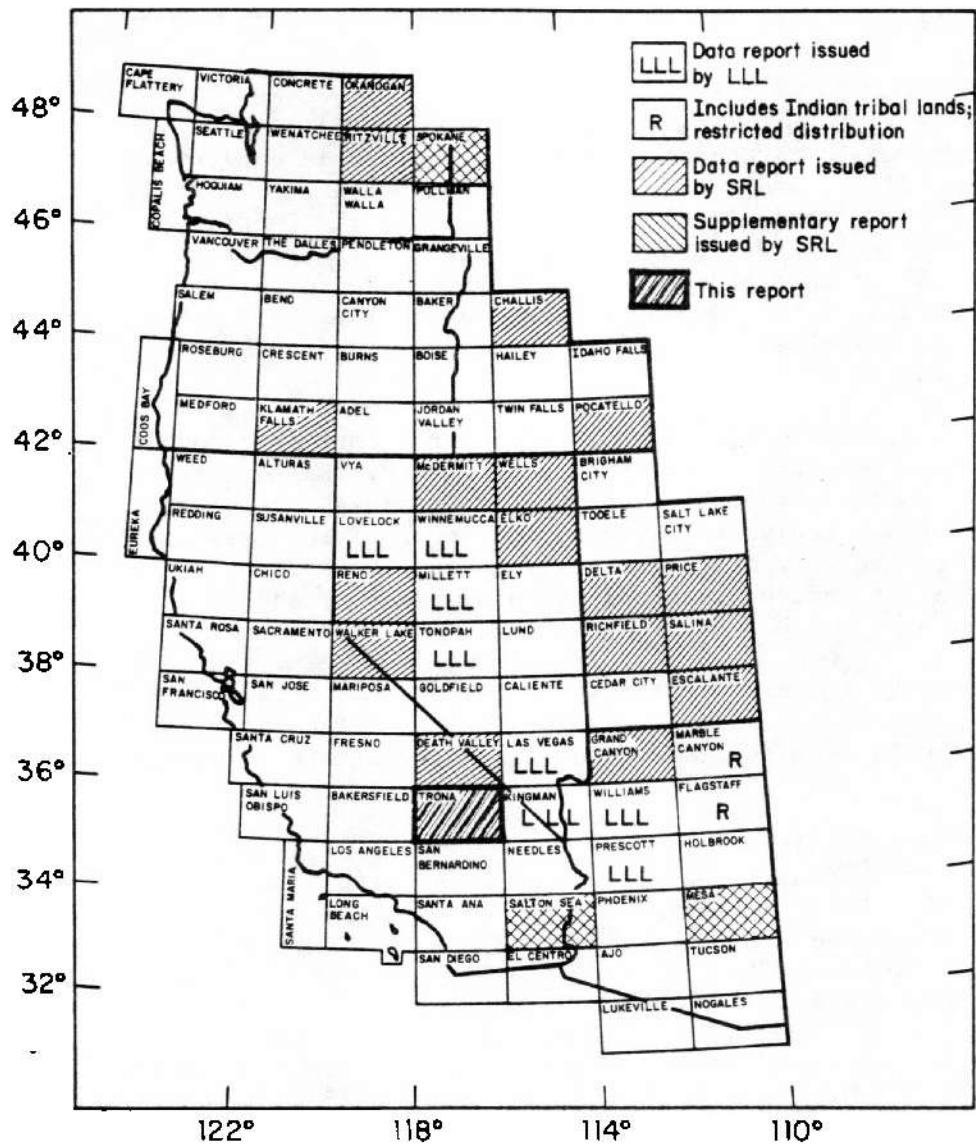 LLL Data report issued
by LLL
R Includes Indian tribal lands;
restricted distribution
Data report issued
by SRL
Supplementary report
issued by SRL
This report
48°
46°
44°
42°
40°
38°
36°
34°
32°
CAPE
FLATTERY
VICTORIA
CONCRETE
OKANOGAN
SEATTLE
WENATCHEE
RITZVILLE
SPOKANE
COPALIS BEACH
HOQUIAM
YAKIMA
WALLA
WALLA
PULLMAN
VANCOUVER
THE DALLES
PENDLETON
GRANGEVILLE
SALEM
BEND
CANYON
CITY
BAKER
CHALLIS
COOS BAY
ROSEBURG
CRESCENT
BURNS
BOISE
HAILEY
IDAHO FALLS
MEDFORD
KLAMATH
FALLS
ADEL
JORDAN
VALLEY
TWIN FALLS
POCATELLO
EUREKA
WEED
ALTURAS
VYA
McDERMITT
WELLS
BRIGHAM
CITY
REDDING
SUSANVILLE
LOVELOCK
LLL
WINNEMUCCA
LLL
ELKO
TOOELE
SALT LAKE
CITY
UKIAH
CHICO
RENO
MILLETT
LLL
ELY
DELTA
PRICE
SANTA ROSA
SACRAMENTO
WALKER LAKE
TONOPAH
LLL
LUND
RICHFIELD
SALINA
SAN
FRANCISCO
SAN JOSE
MARIPOSA
GOLDFIELD
CALIENTE
CEDAR CITY
ESCALANTE
SANTA CRUZ
FRESNO
DEATH VALLEY
LAS VEGAS
LLL
GRAND
CANYON
MARBLE
CANYON
R
SAN LUIS
OBISPO
BAKERSFIELD
TRONA
KINGMAN
LLL
WILLIAMS
LLL
FLAGSTAFF
R
SANTA MARIA
LOS ANGELES
SAN
BERNARDINO
NEEDLES
PRESCOTT
LLL
HOLBROOK
LONG
BEACH
SANTA ANA
SALTON SEA
PHOENIX
MESA
SAN DIEGO
EL CENTRO
AJO
TUCSON
LUKEVILLE
NOGALES
122°
118°
114°
110°